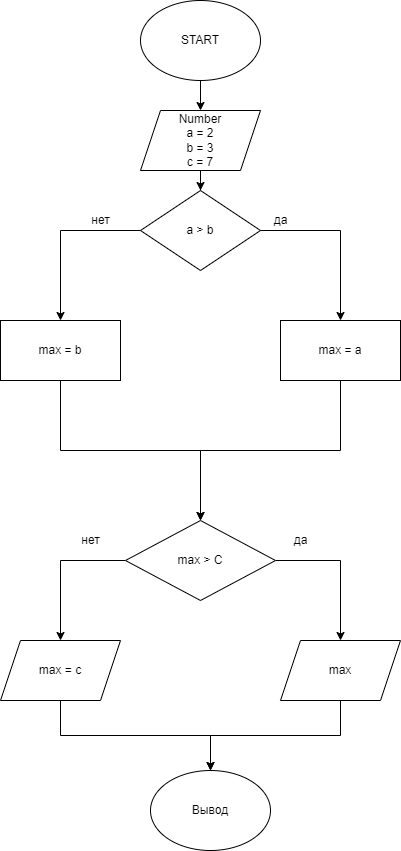 START
Number
a = 2
b = 3
c = 7
a > b
нет
да
max = b
max = a
max > C
нет
да
max = c
max
Вывод